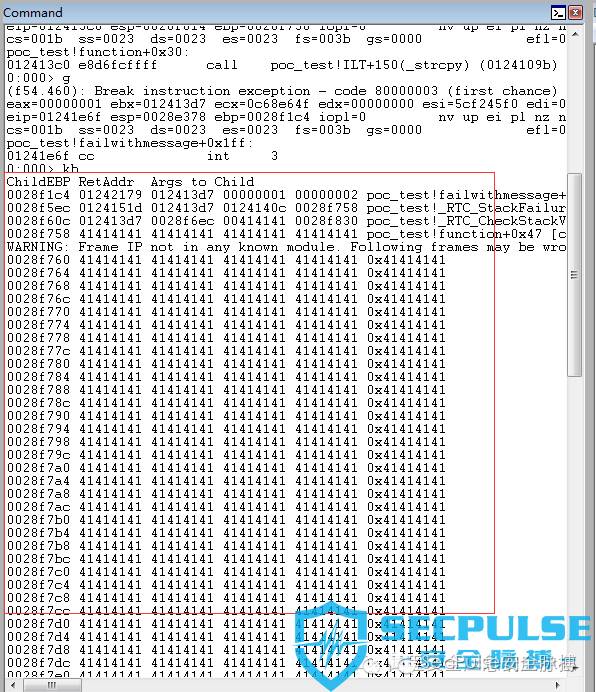 Command
eip=012413c0 esp=0028f614 ebp=0028f758 iopl=0         nv up ei pl nz n
cs=001b  ss=0023  ds=0023  es=0023  fs=003b  gs=0000             efl=0
poc_test!function+0x30:
012413c0 e8d6fcffff      call    poc_test!ILT+150(_strcpy) (0124109b)
0:000> g
(f54.460): Break instruction exception - code 80000003 (first chance)
eax=00000001 ebx=012413d7 ecx=0c68e64f edx=00000000 esi=5cf245f0 edi=0
eip=01241e6f esp=0028e378 ebp=0028f1c4 iopl=0         nv up ei pl nz n
cs=001b  ss=0023  ds=0023  es=0023  fs=003b  gs=0000             efl=0
poc_test!failwithmessage+0x1ff:
01241e6f cc              int     3
0:000> kb
ChildEBP RetAddr  Args to Child
0028f1c4 01242179 012413d7 00000001 00000002 poc_test!failwithmessage+
0028f5ec 0124151d 012413d7 0124140c 0028f758 poc_test!_RTC_StackFailur
0028f60c 012413d7 0028f6ec 00414141 0028f830 poc_test!_RTC_CheckStackV
0028f758 41414141 41414141 41414141 41414141 poc_test!function+0x47 [c
WARNING: Frame IP not in any known module. Following frames may be wro
0028f760 41414141 41414141 41414141 41414141 0x41414141
0028f764 41414141 41414141 41414141 41414141 0x41414141
0028f768 41414141 41414141 41414141 41414141 0x41414141
0028f76c 41414141 41414141 41414141 41414141 0x41414141
0028f770 41414141 41414141 41414141 41414141 0x41414141
0028f774 41414141 41414141 41414141 41414141 0x41414141
0028f778 41414141 41414141 41414141 41414141 0x41414141
0028f77c 41414141 41414141 41414141 41414141 0x41414141
0028f780 41414141 41414141 41414141 41414141 0x41414141
0028f784 41414141 41414141 41414141 41414141 0x41414141
0028f788 41414141 41414141 41414141 41414141 0x41414141
0028f78c 41414141 41414141 41414141 41414141 0x41414141
0028f790 41414141 41414141 41414141 41414141 0x41414141
0028f794 41414141 41414141 41414141 41414141 0x41414141
0028f798 41414141 41414141 41414141 41414141 0x41414141
0028f79c 41414141 41414141 41414141 41414141 0x41414141
0028f7a0 41414141 41414141 41414141 41414141 0x41414141
0028f7a4 41414141 41414141 41414141 41414141 0x41414141
0028f7a8 41414141 41414141 41414141 41414141 0x41414141
0028f7ac 41414141 41414141 41414141 41414141 0x41414141
0028f7b0 41414141 41414141 41414141 41414141 0x41414141
0028f7b4 41414141 41414141 41414141 41414141 0x41414141
0028f7b8 41414141 41414141 41414141 41414141 0x41414141
0028f7bc 41414141 41414141 41414141 41414141 0x41414141
0028f7c0 41414141 41414141 41414141 41414141 0x41414141
0028f7c4 41414141 41414141 41414141 41414141 0x41414141
0028f7c8 41414141 41414141 41414141 41414141 0x41414141
0028f7cc 41414141 41414141 41414141 41414141 0x41414141
0028f7d0 41414141 41414141 41414141
0028f7d4 41414141 41414141 41414141
0028f7d8 41414141 41414141 41414141
0028f7dc 41414141 41414141 41414141
0028f7e0 41414141 41414141 41414141
SECPULSE
安全脉搏